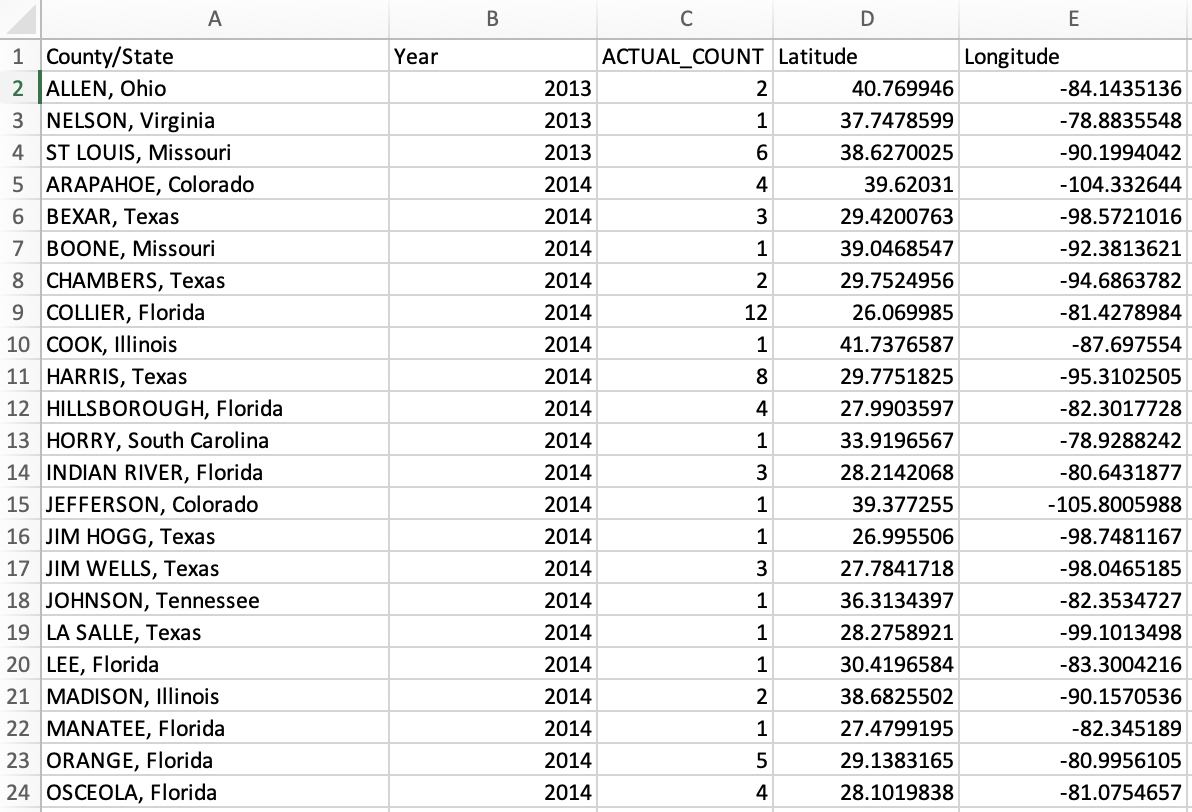 A B C D E
1 County/State Year ACTUAL_COUNT Latitude Longitude
2 ALLEN, Ohio 2013 2 40.769946 -84.1435136
3 NELSON, Virginia 2013 1 37.7478599 -78.8835548
4 ST LOUIS, Missouri 2013 6 38.6270025 -90.1994042
5 ARAPAHOE, Colorado 2014 4 39.62031 -104.332644
6 BEXAR, Texas 2014 3 29.4200763 -98.5721016
7 BOONE, Missouri 2014 1 39.0468547 -92.3813621
8 CHAMBERS, Texas 2014 2 29.7524956 -94.6863782
9 COLLIER, Florida 2014 12 26.069985 -81.4278984
10 COOK, Illinois 2014 1 41.7376587 -87.697554
11 HARRIS, Texas 2014 8 29.7751825 -95.3102505
12 HILLSBOROUGH, Florida 2014 4 27.9903597 -82.3017728
13 HORRY, South Carolina 2014 1 33.9196567 -78.9288242
14 INDIAN RIVER, Florida 2014 3 28.2142068 -80.6431877
15 JEFFERSON, Colorado 2014 1 39.377255 -105.8005988
16 JIM HOGG, Texas 2014 1 26.995506 -98.7481167
17 JIM WELLS, Texas 2014 3 27.7841718 -98.0465185
18 JOHNSON, Tennessee 2014 1 36.3134397 -82.3534727
19 LA SALLE, Texas 2014 1 28.2758921 -99.1013498
20 LEE, Florida 2014 1 30.4196584 -83.3004216
21 MADISON, Illinois 2014 2 38.6825502 -90.1570536
22 MANATEE, Florida 2014 1 27.4799195 -82.345189
23 ORANGE, Florida 2014 5 29.1383165 -80.9956105
24 OSCEOLA, Florida 2014 4 28.1019838 -81.0754657